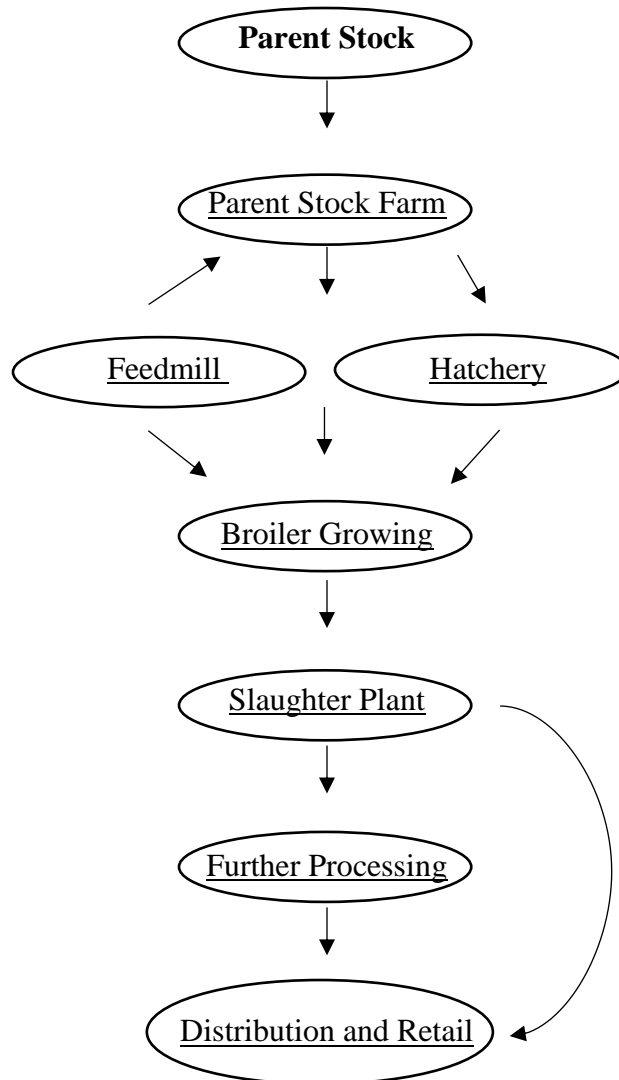 Parent Stock
Parent Stock Farm
Feedmill
Hatchery
Broiler Growing
Slaughter Plant
Further Processing
Distribution and Retail